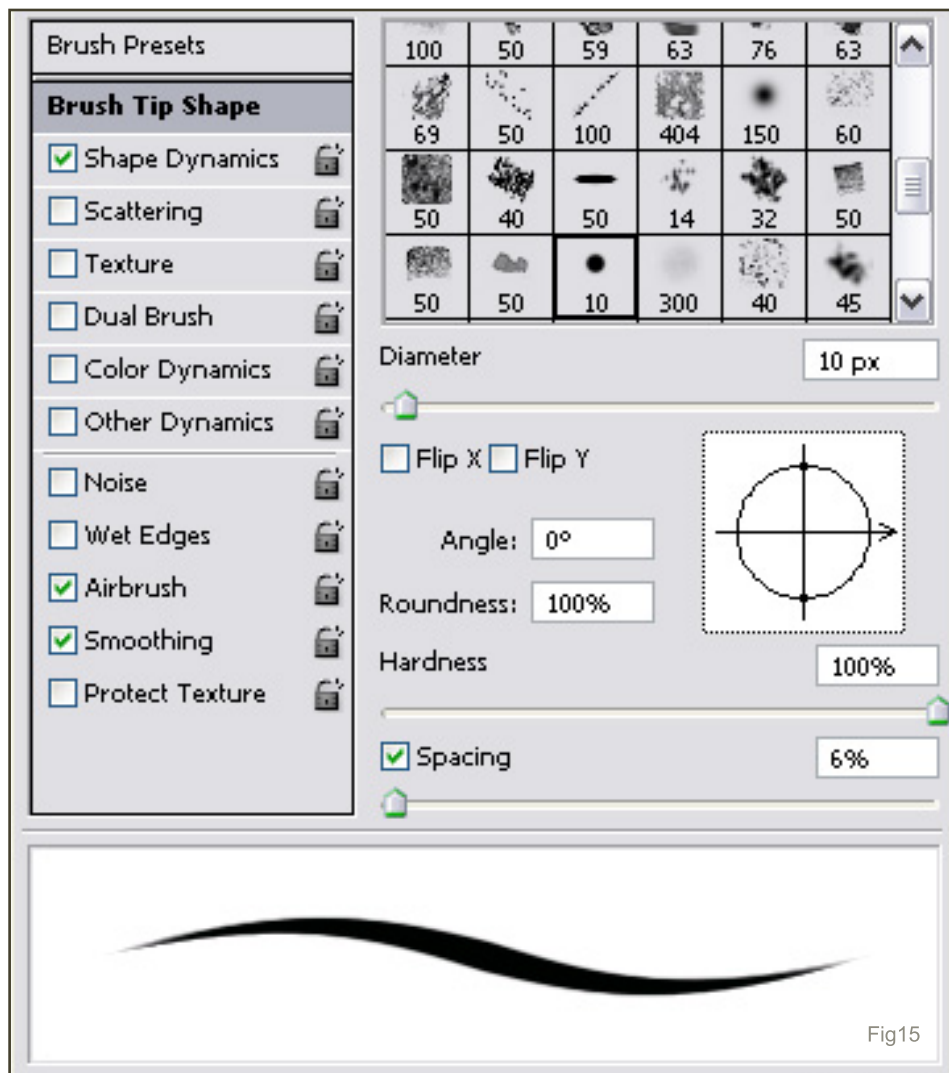 Brush Presets
Brush Tip Shape
Shape Dynamics
Scattering
Texture
Dual Brush
Color Dynamics
Other Dynamics
Noise
Wet Edges
Airbrush
Smoothing
Protect Texture
100 50 59 63 76 63
69 50 100 404 150 60
50 40 50 14 32 50
50 50 10 300 40 45
Diameter 10 px
Flip X Flip Y
Angle: 0°
Roundness: 100%
Hardness 100%
Spacing 6%
Fig15